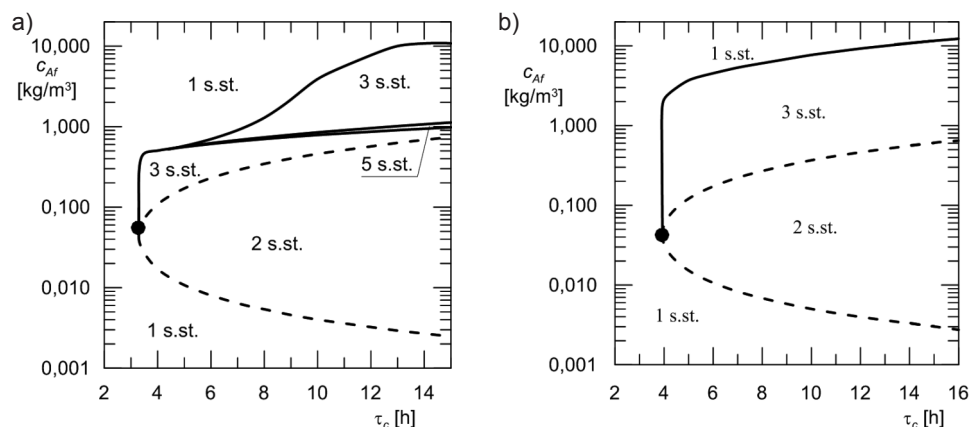 a)
10,000
c_Af
[kg/m³]
1,000
0,100
0,010
0,001
1 s.st.
3 s.st.
3 s.st.
5 s.st.
2 s.st.
1 s.st.
2 4 6 8 10 12 14
τ_c [h]
b)
10,000
c_Af
[kg/m³]
1,000
0,100
0,010
0,001
1 s.st.
3 s.st.
2 s.st.
1 s.st.
2 4 6 8 10 12 14 16
τ_c [h]